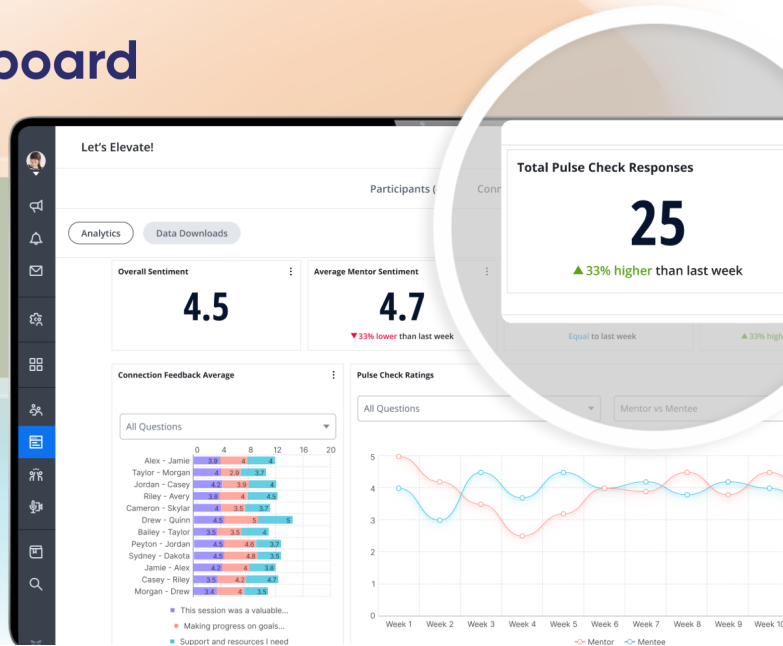 board
Let's Elevate!
Participants (
Conn
Total Pulse Check Responses
25
▲33% higher than last week
Analytics
Data Downloads
Overall Sentiment
4.5
Average Mentor Sentiment
4.7
▼33% lower than last week
Equal to last week
▲33% high
Connection Feedback Average
All Questions
0 4 8 12 16 20
Alex - Jamie 3.9 4 4
Taylor - Morgan 4 2.9 3.7
Jordan - Casey 4.2 3.9 4
Riley - Avery 3.8 4 4.5
Cameron - Skylar 4 3.5 3.7
Drew - Quinn 4.5 5 5
Bailey - Taylor 3.5 3.5 4
Peyton - Jordan 4.5 4.6 3.7
Sydney - Dakota 4.5 4.8 3.5
Jamie - Alex 4.2 4 3.8
Casey - Riley 3.5 4.2 4.7
Morgan - Drew 3.4 4 3.5
This session was a valuable...
Making progress on goals...
Support and resources I need
Pulse Check Ratings
All Questions
Mentor vs Mentee
5
4
3
2
1
0
Week 1 Week 2 Week 3 Week 4 Week 5 Week 6 Week 7 Week 8 Week 9 Week 10
Mentor Mentee